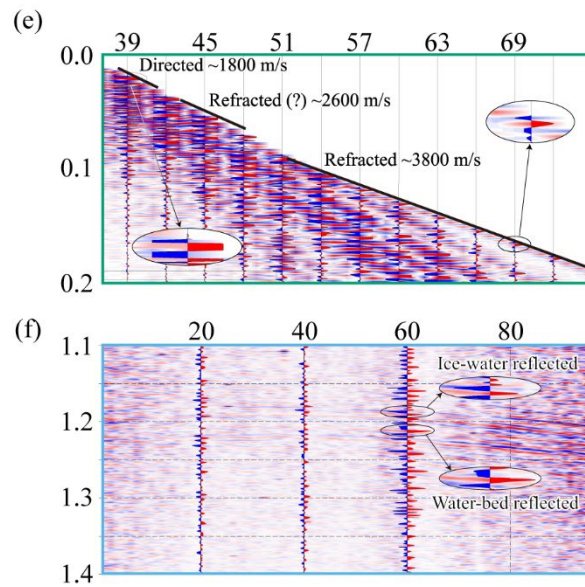 (e)
39 45 51 57 63 69
0.0
Directed ~1800 m/s
Refracted (?) ~2600m/s
0.1
Refracted ~3800 m/s
0.2
(f)
20 40 60 80
1.1
Ice-water reflected
1.2
1.3
Water-bed reflected
1.4